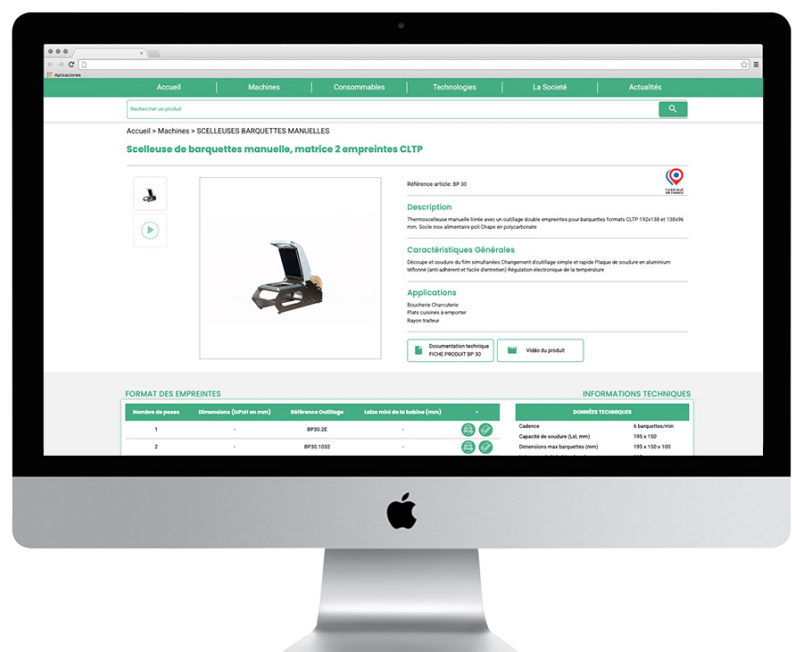 Aplicaciones
Accueil
Machines
Consommables
Technologies
La Societé
Actualités
Rechercher un produit
Accueil > Machines > SCELLEUSES BARQUETTES MANUELLES
Scelleuse de barquettes manuelle, matrice 2 empreintes CLTP
Référence article: BP 30
FABRIQUÉ
EN FRANCE
Description
Thermoscelleuse manuelle livrée avec un outillage double empreintes pour barquettes formats CLTP 192x138 et 138x96
mm. Socle inox alimentaire poli Chape en polycarbonate
Caractéristiques Générales
Découpe et soudure du film simultanées Changement d'outillage simple et rapide Plaque de soudure en aluminium
téflonné (anti-adhérent et facile d'entretien) Régulation électronique de la température
Applications
Boucherie Charcuterie
Plats cuisinés à emporter
Rayon traiteur
Documentation technique
FICHE PRODUIT BP 30
Vidéo du produit
FORMAT DES EMPREINTES
Nombre de poses Dimensions (LxPxH en mm) Référence Outillage Laize mini de la bobine (mm) -
1 - BP30.2E -
2 - BP30.1032 -
INFORMATIONS TECHNIQUES
DONNÉES TECHNIQUES
Cadence 6 barquettes/min
Capacité de soudure (LxL mm) 195 x 150
Dimensions max barquettes (mm) 195 x 150 x 100